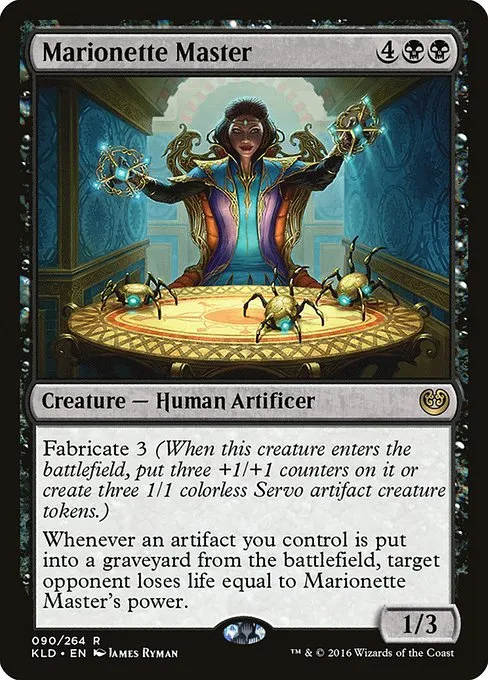 Marionette Master 4
Creature — Human Artificer
Fabricate 3 (When this creature enters the
battlefield, put three +1/+1 counters on it or
create three 1/1 colorless Servo artifact creature
tokens.)
Whenever an artifact you control is put
into a graveyard from the battlefield, target
opponent loses life equal to Marionette
Master's power.
1/3
090/264 R
KLD • EN James Ryman
™ & © 2016 Wizards of the Coast